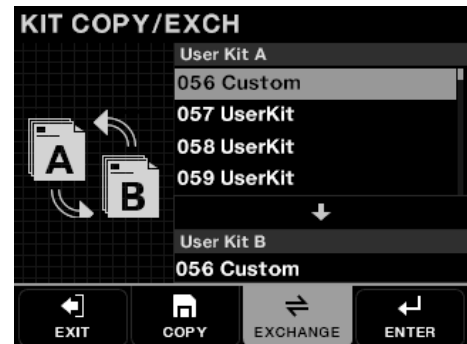 KIT COPY/EXCH
User Kit A
056 Custom
057 UserKit
058 UserKit
059 UserKit
A
B
User Kit B
056 Custom
EXIT COPY EXCHANGE ENTER